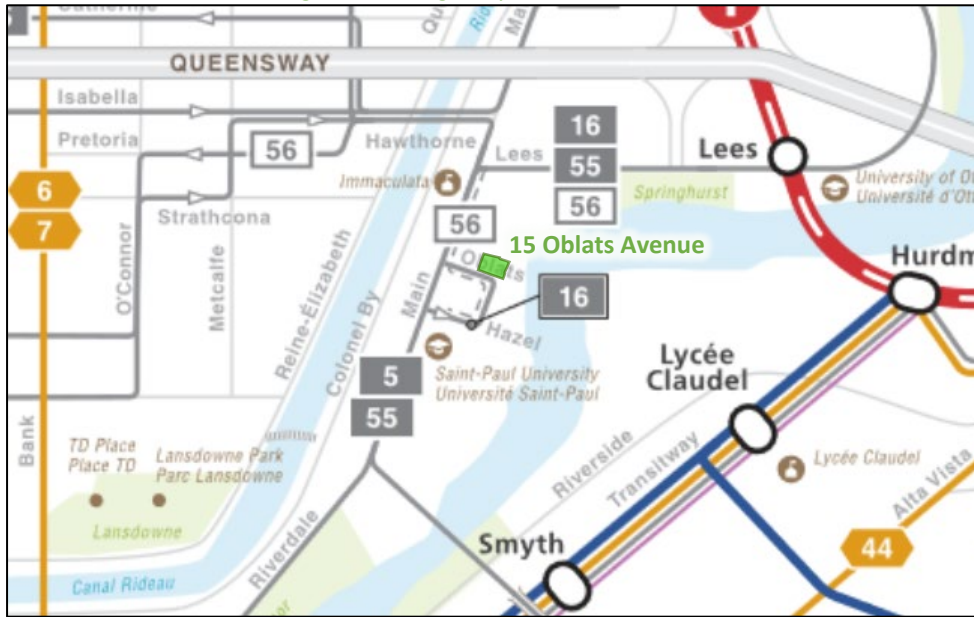 QUEENSWAY
Isabella
Pretoria
Hawthorne
56
16
55
56
Lees
Lees
Immaculata
Springhurst
University of
Université d'Ott
6
7
Strathcona
O'Connor
Metcalfe
Reine-Élizabeth
Colonel By
Main
56
15 Oblats Avenue
Oblats
16
Hazel
Hurdm
Lycée
Claudel
5
55
Saint-Paul University
Université Saint-Paul
Bank
TD Place
Place TD
Lansdowne Park
Parc Lansdowne
Lansdowne
Riverside
Transitway
Lycée Claudel
Alta Vista
Riverdale
Smyth
44
Canal Rideau